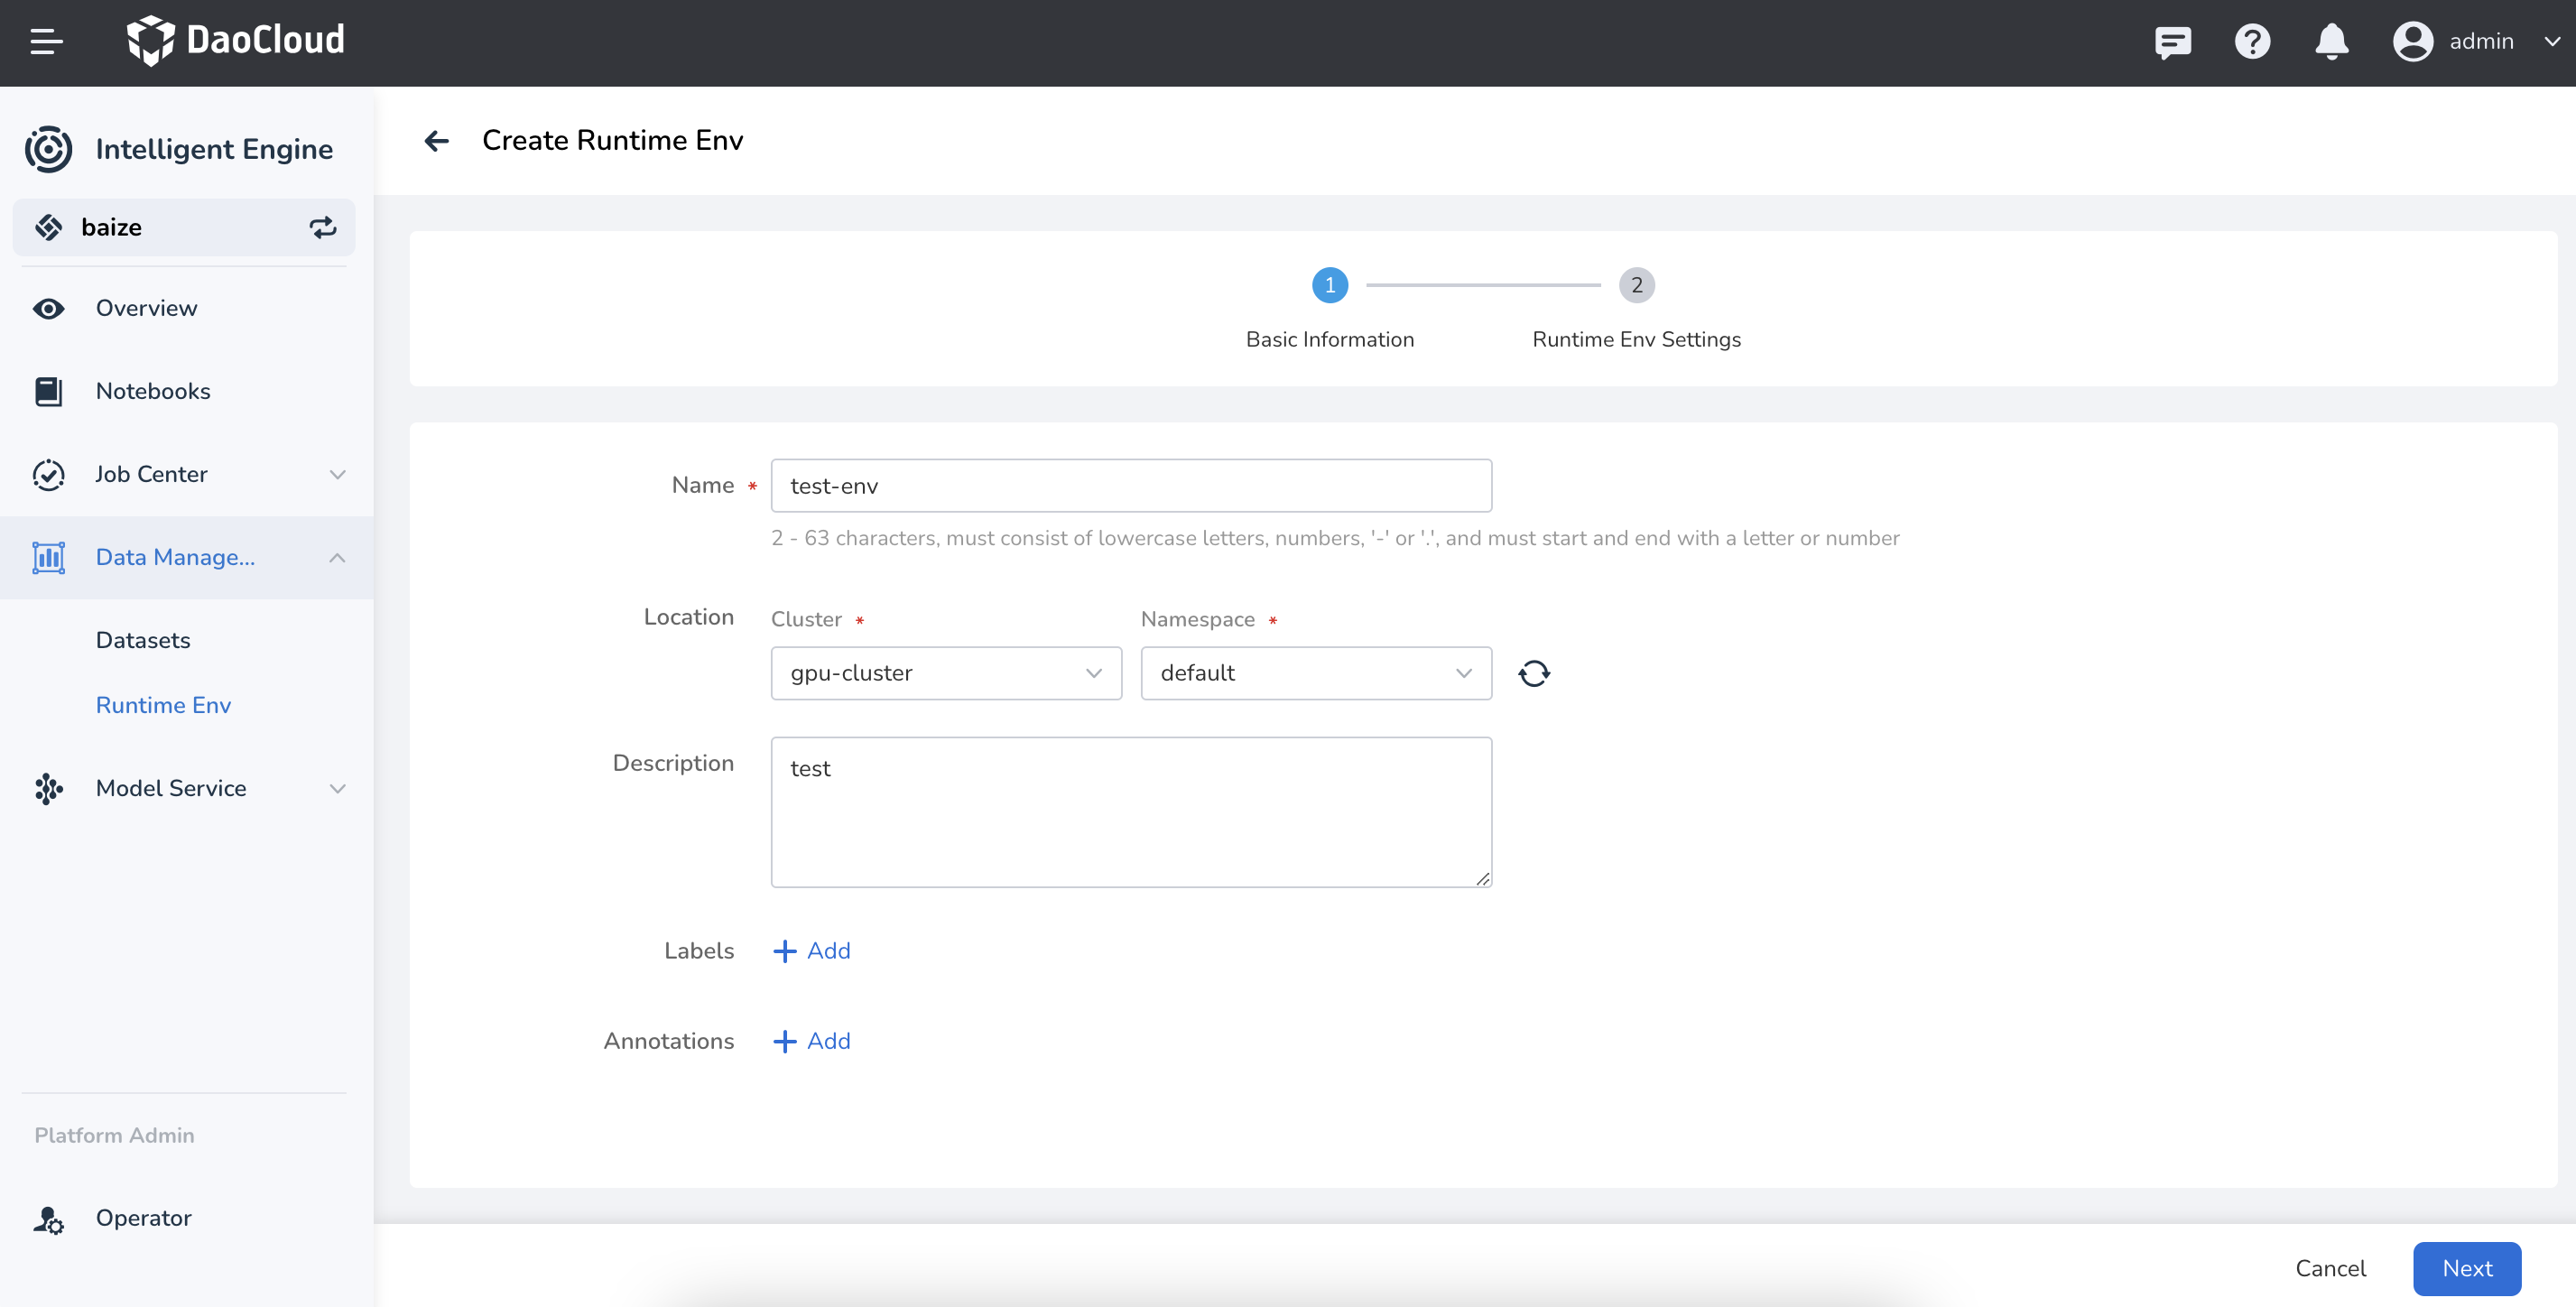 DaoCloud
admin
Intelligent Engine
baize
Overview
Notebooks
Job Center
Data Manage...
Datasets
Runtime Env
Model Service
Platform Admin
Operator
Create Runtime Env
1
2
Basic Information
Runtime Env Settings
Name *
test-env
2 - 63 characters, must consist of lowercase letters, numbers, '-' or '.', and must start and end with a letter or number
Location
Cluster *
Namespace *
gpu-cluster
default
Description
test
Labels
Add
Annotations
Add
Cancel
Next